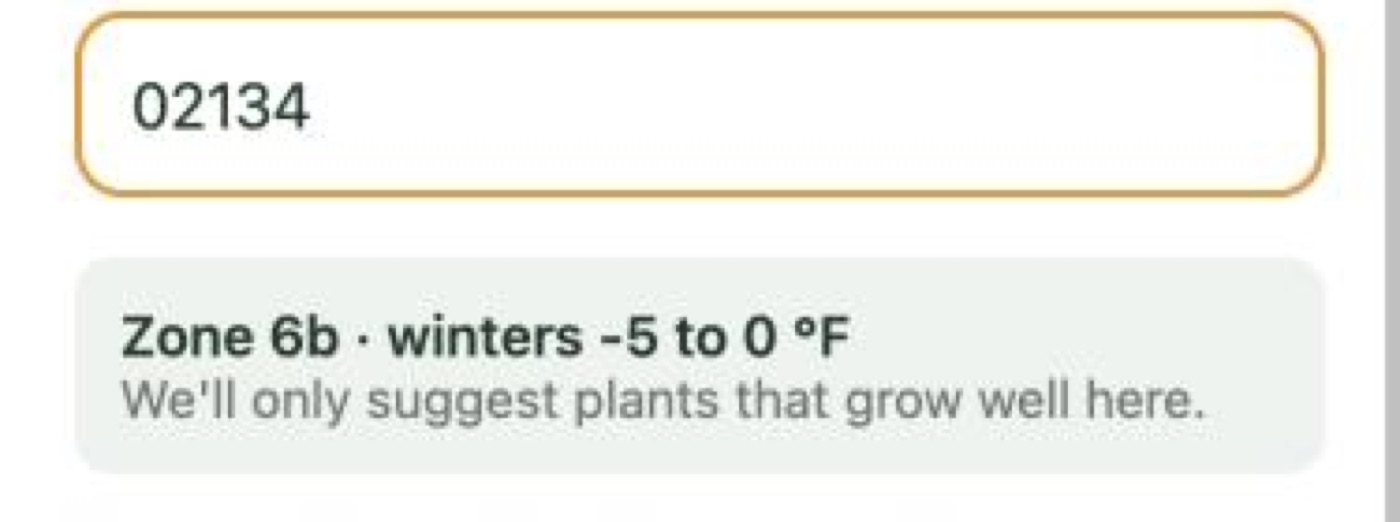 02134
Zone 6b · winters -5 to 0 °F
We'll only suggest plants that grow well here.